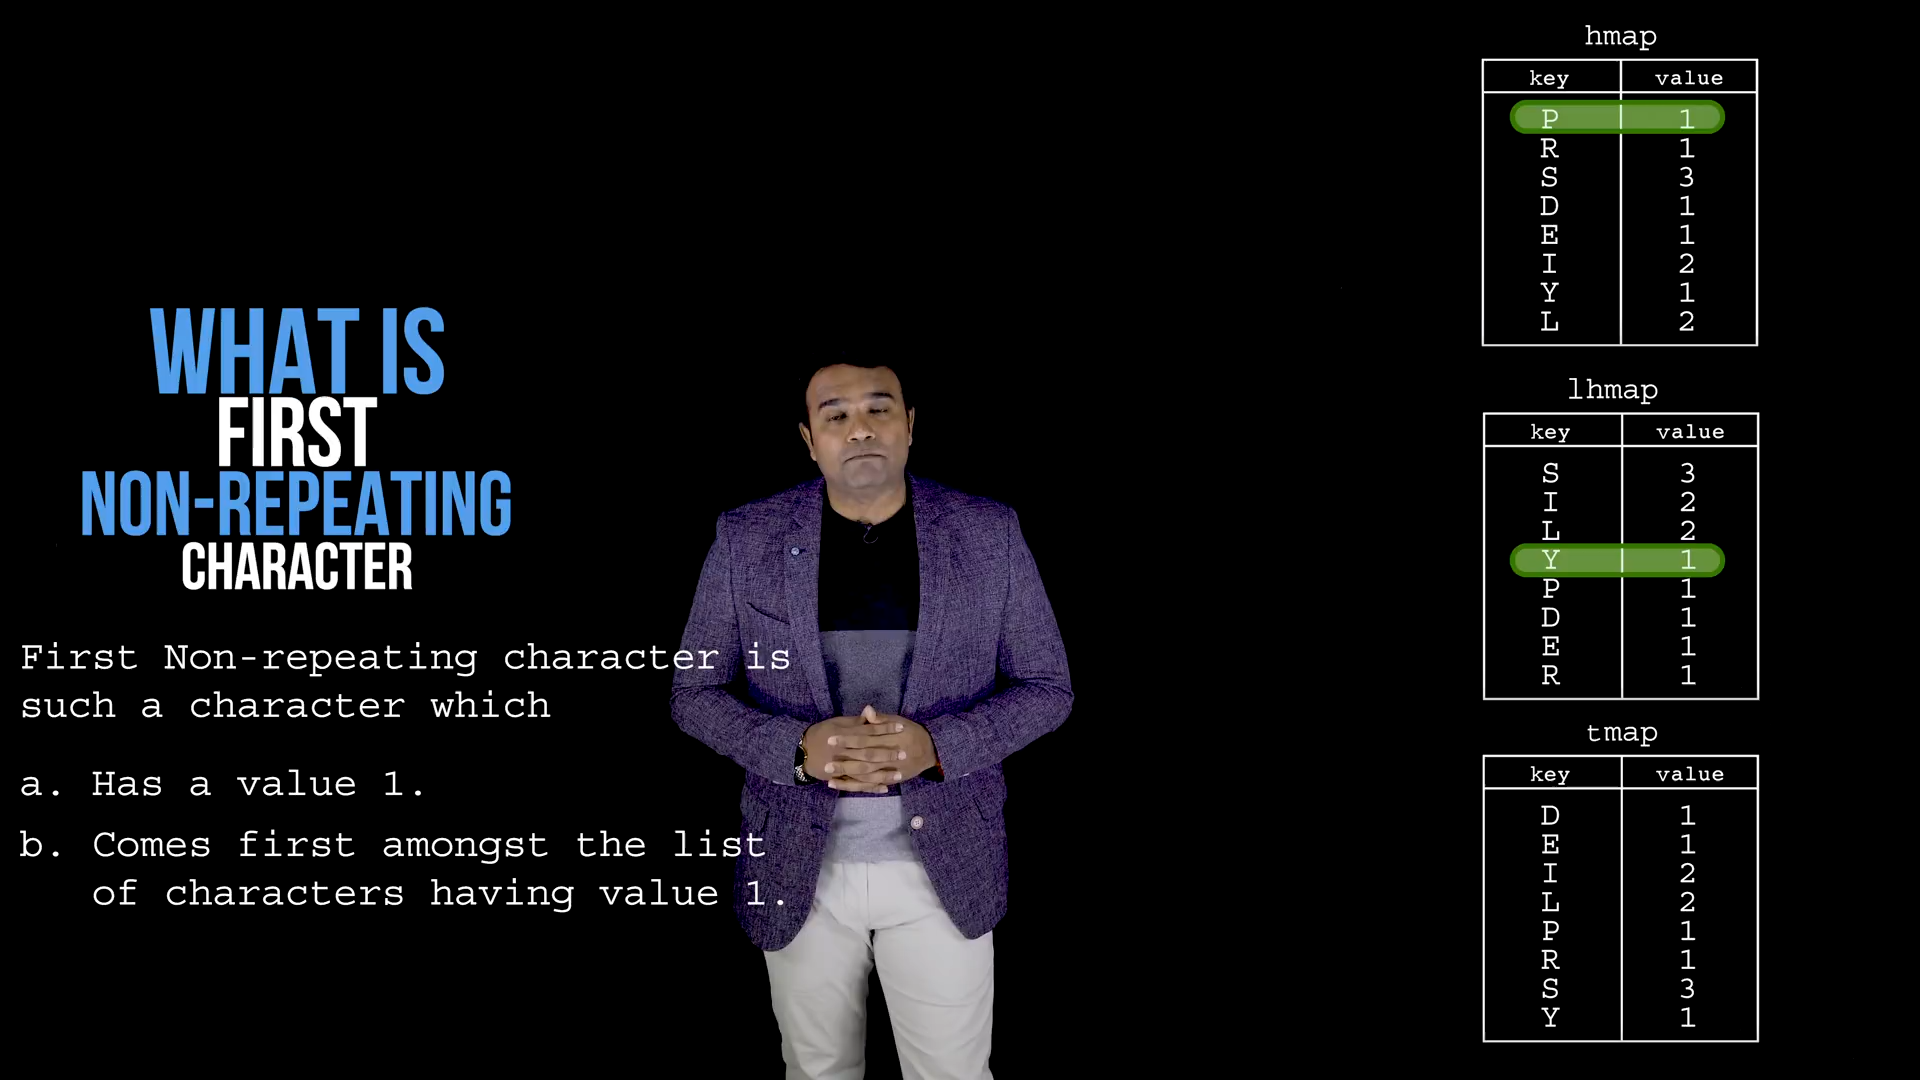 WHAT IS
FIRST
NON-REPEATING
CHARACTER
First Non-repeating character is
such a character which
a. Has a value 1.
b. Comes first amongst the list
of characters having value 1.
hmap
key value
P 1
R 1
S 3
D 1
E 1
I 2
Y 1
L 2
lhmap
key value
S 3
I 2
L 2
Y 1
P 1
D 1
E 1
R 1
tmap
key value
D 1
E 1
I 2
L 2
P 1
R 1
S 3
Y 1